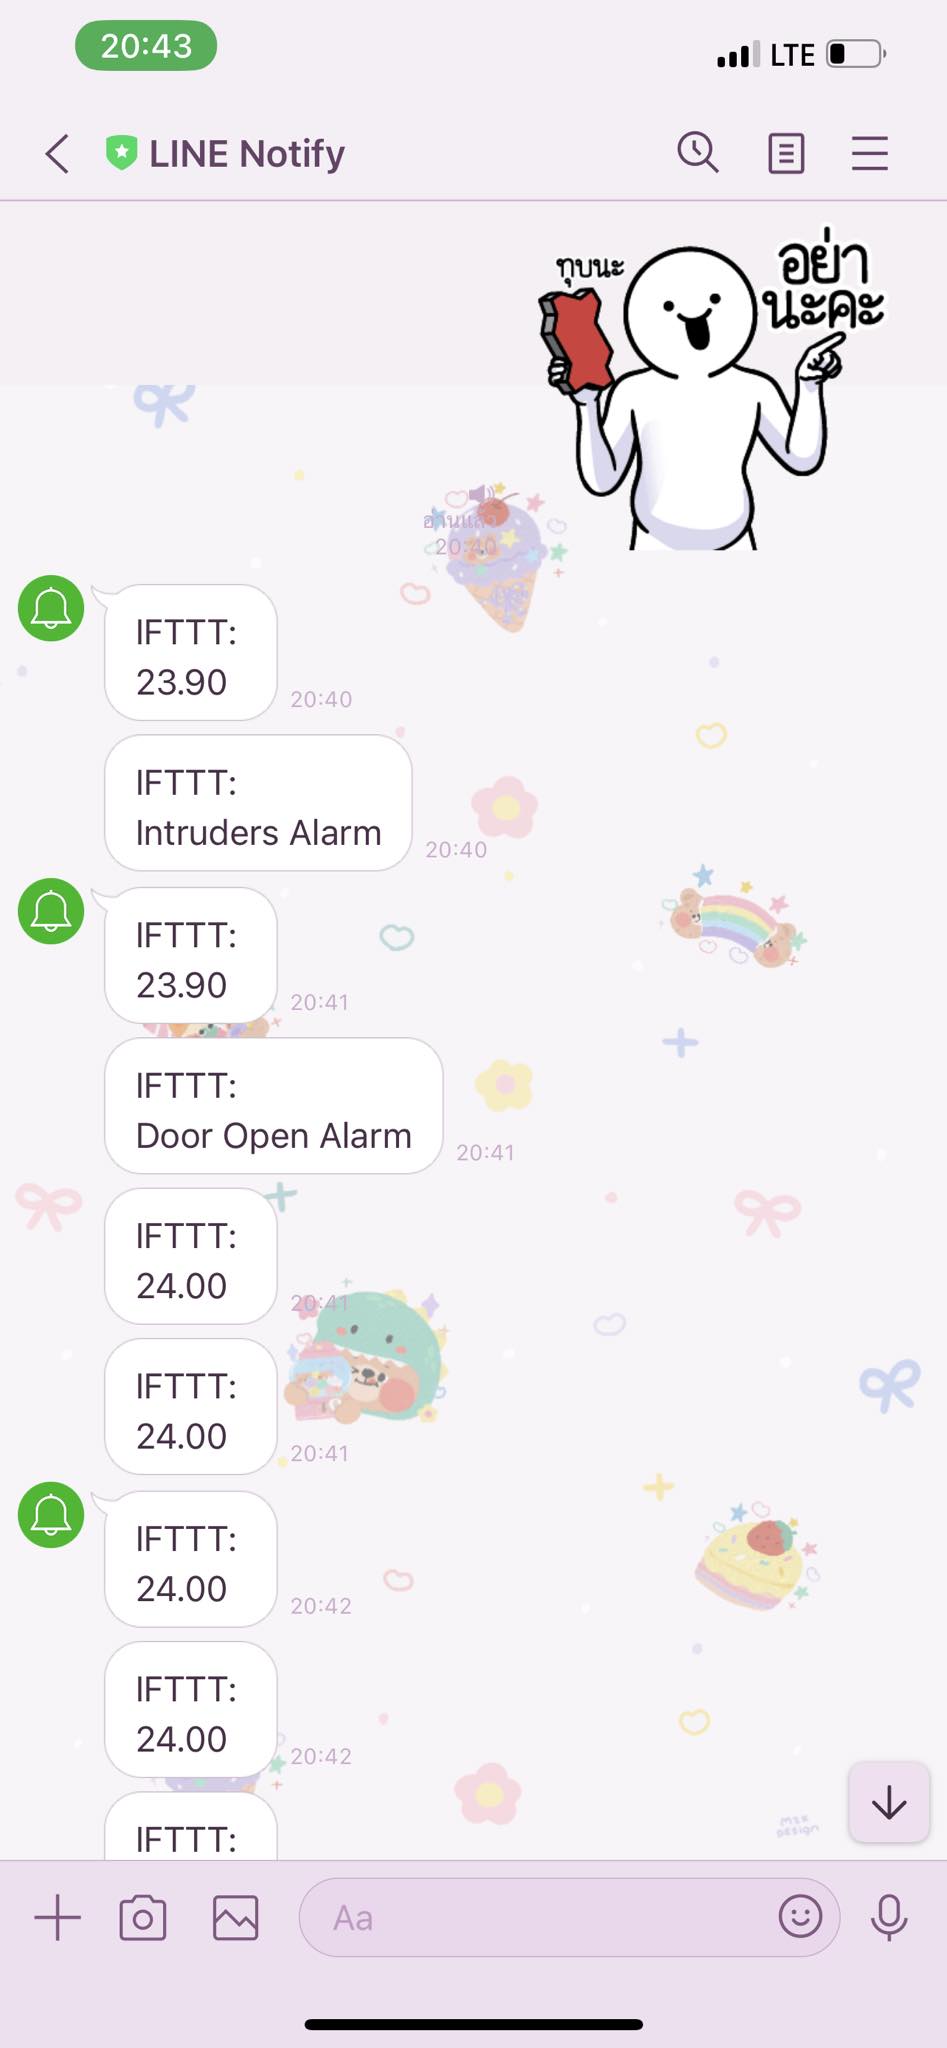 20:43
LTE
LINE Notify
ทุบนะ
อย่า
นะคะ
อ่านแล้ว
20:40
IFTTT:
23.90
20:40
IFTTT:
Intruders Alarm
20:40
IFTTT:
23.90
20:41
IFTTT:
Door Open Alarm
20:41
IFTTT:
24.00
20:41
IFTTT:
24.00
20:41
IFTTT:
24.00
20:42
IFTTT:
24.00
20:42
IFTTT:
Aa